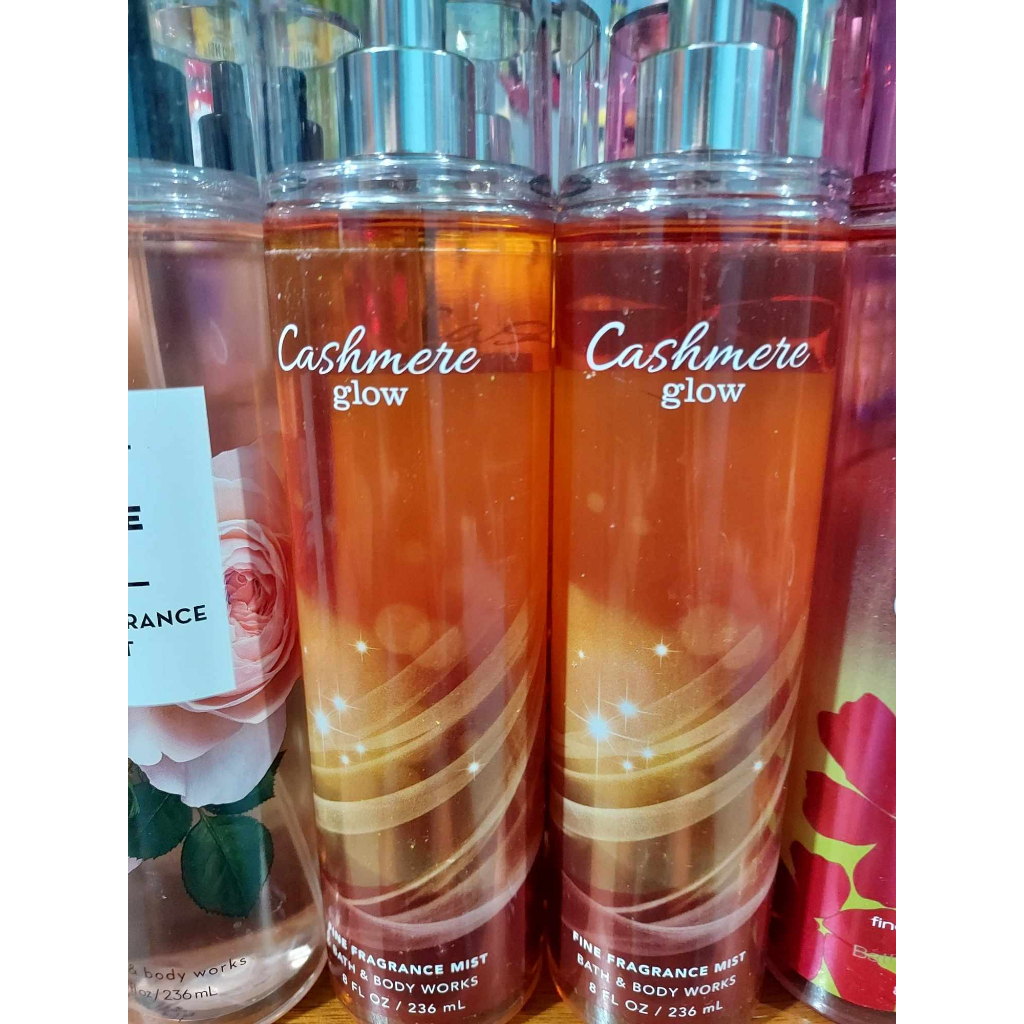 Cashmere
glow
FINE FRAGRANCE MIST
BATH & BODY WORKS
8 FL OZ / 236 mL
Cashmere
glow
FINE FRAGRANCE MIST
BATH & BODY WORKS
8 FL OZ / 236 mL
E
RANCE
T
& body works
oz / 236 mL
fin